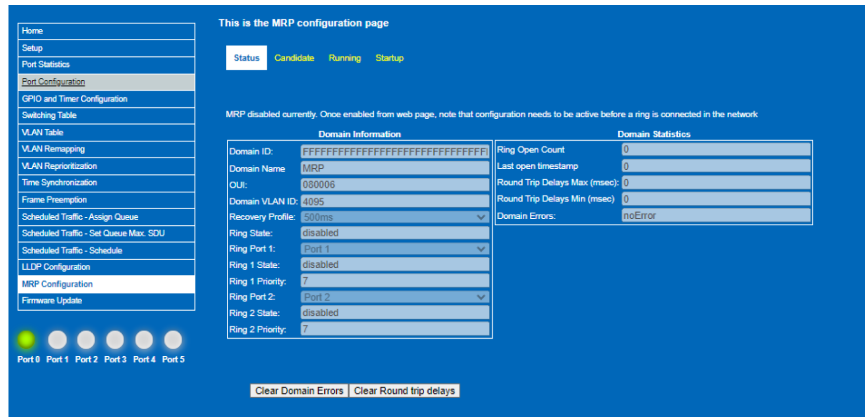 This is the MRP configuration page
Home
Setup
Port Statistics
Port Configuration
GPIO and Timer Configuration
Switching Table
VLAN Table
VLAN Remapping
VLAN Reprioritization
Time Synchronization
Frame Preemption
Scheduled Traffic - Assign Queue
Scheduled Traffic - Set Queue Max. SDU
Scheduled Traffic - Schedule
LLDP Configuration
MRP Configuration
Firmware Update
Port 0 Port 1 Port 2 Port 3 Port 4 Port 5
Status Candidate Running Startup
MRP disabled currently. Once enabled from web page, note that configuration needs to be active before a ring is connected in the network
Domain Information
Domain ID: FFFFFFFFFFFFFFFFFFFFFFFFFFFFFFF
Domain Name MRP
OUI: 080006
Domain VLAN ID: 4095
Recovery Profile: 500ms
Ring State: disabled
Ring Port 1: Port 1
Ring 1 State: disabled
Ring 1 Priority: 7
Ring Port 2: Port 2
Ring 2 State: disabled
Ring 2 Priority: 7
Domain Statistics
Ring Open Count 0
Last open timestamp 0
Round Trip Delays Max (msec): 0
Round Trip Delays Min (msec) 0
Domain Errors: noError
Clear Domain Errors Clear Round trip delays